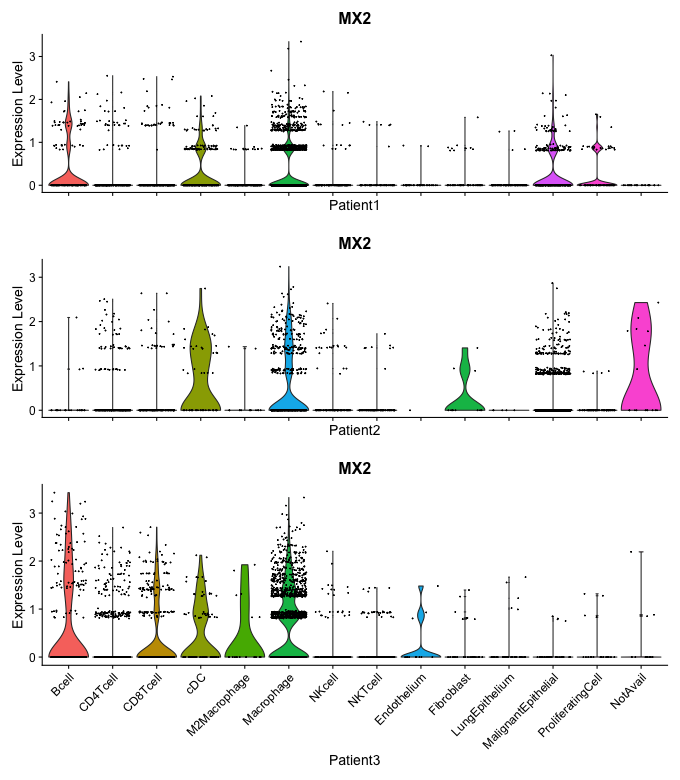 MX2
Expression Level
3
2
1
0
Patient1
MX2
Expression Level
3
2
1
0
Patient2
MX2
Expression Level
3
2
1
0
Bcell
CD4Tcell
CD8Tcell
cDC
M2Macrophage
Macrophage
NKcell
NKTcell
Endothelium
Fibroblast
LungEpithelium
MalignantEpithelial
ProliferatingCell
NotAvail
Patient3